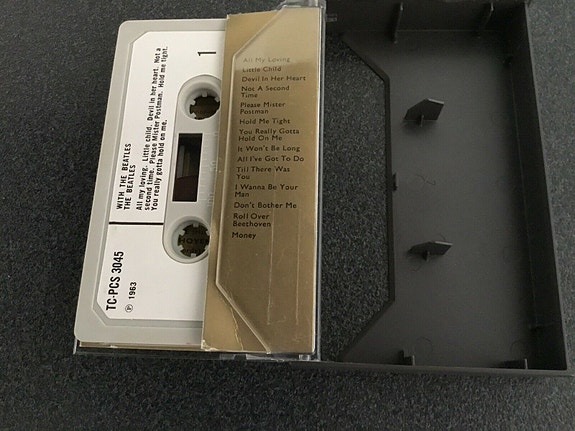 1
WITH THE BEATLES
THE BEATLES
All my loving. Little child. Devil in her heart. Not a
second time. Please Mister Postman. Hold me tight.
You really gotta hold on me.
TC-PCS 3045
℗ 1963
All My Loving
Little Child
Devil In Her Heart
Not A Second
Time
Please Mister
Postman
Hold Me Tight
You Really Gotta
Hold On Me
It Won't Be Long
All I've Got To Do
Till There Was
You
I Wanna Be Your
Man
Don't Bother Me
Roll Over
Beethoven
Money